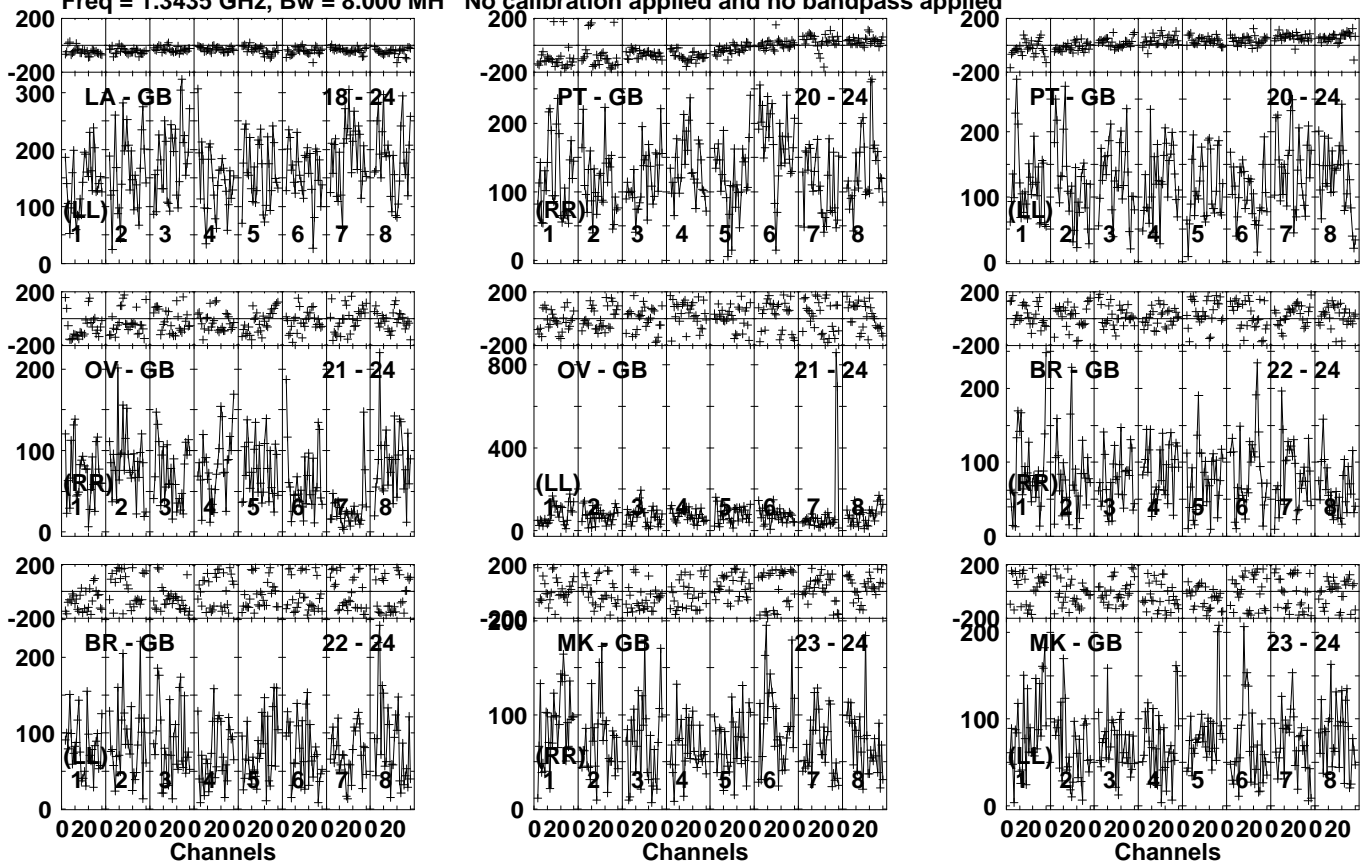 Freq = 1.3435 GHz, Bw = 8.000 MH No calibration applied and no bandpass applied
200 200 200
-200 -200 -200
300 LA - GB 18 - 24 PT - GB 20 - 24 PT - GB 20 - 24
200 200 200
100 100 100
(LL) (RR) (LL)
1 2 3 4 5 6 7 8 1 2 3 4 5 6 7 8 1 2 3 4 5 6 7 8
0 0 0
200 200 200
-200 -200 -200
200 OV - GB 21 - 24 800 OV - GB 21 - 24 BR - GB 22 - 24
200
100 400 100
(RR) (LL) (RR)
1 2 3 4 5 6 7 8 1 2 3 4 5 6 7 8 1 2 3 4 5 6 7 8
0 0 0
200 200 200
-200 -200 -200
200 BR - GB 22 - 24 200 MK - GB 23 - 24 200 MK - GB 23 - 24
100 100 100
(LL) (RR) (LL)
1 2 3 4 5 6 7 8 1 2 3 4 5 6 7 8 1 2 3 4 5 6 7 8
0 0 0
0 20 0 20 0 20 0 20 0 20 0 20 0 20 0 20 0 20 0 20 0 20 0 20 0 20 0 20 0 20 0 20 0 20 0 20 0 20 0 20 0 20 0 20 0 20 0 20
Channels Channels Channels